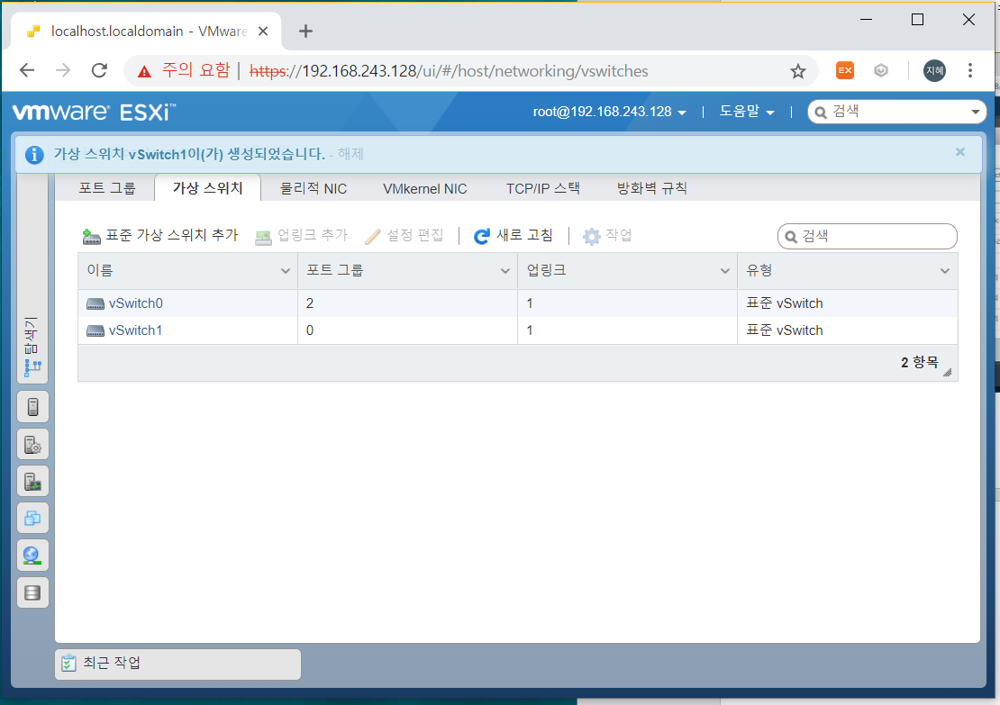 localhost.localdomain - VMware
주의 요함 | https://192.168.243.128/ui/#/host/networking/vswitches EX 지혜
vmware ESXi™ root@192.168.243.128 | 도움말 | 검색
가상 스위치 vSwitch1이(가) 생성되었습니다. - 해제
포트 그룹 가상 스위치 물리적 NIC VMkernel NIC TCP/IP 스택 방화벽 규칙
표준 가상 스위치 추가 업링크 추가 설정 편집 새로 고침 작업 검색
이름 포트 그룹 업링크 유형
vSwitch0 2 1 표준 vSwitch
vSwitch1 0 1 표준 vSwitch
2 항목
탐색기
최근 작업